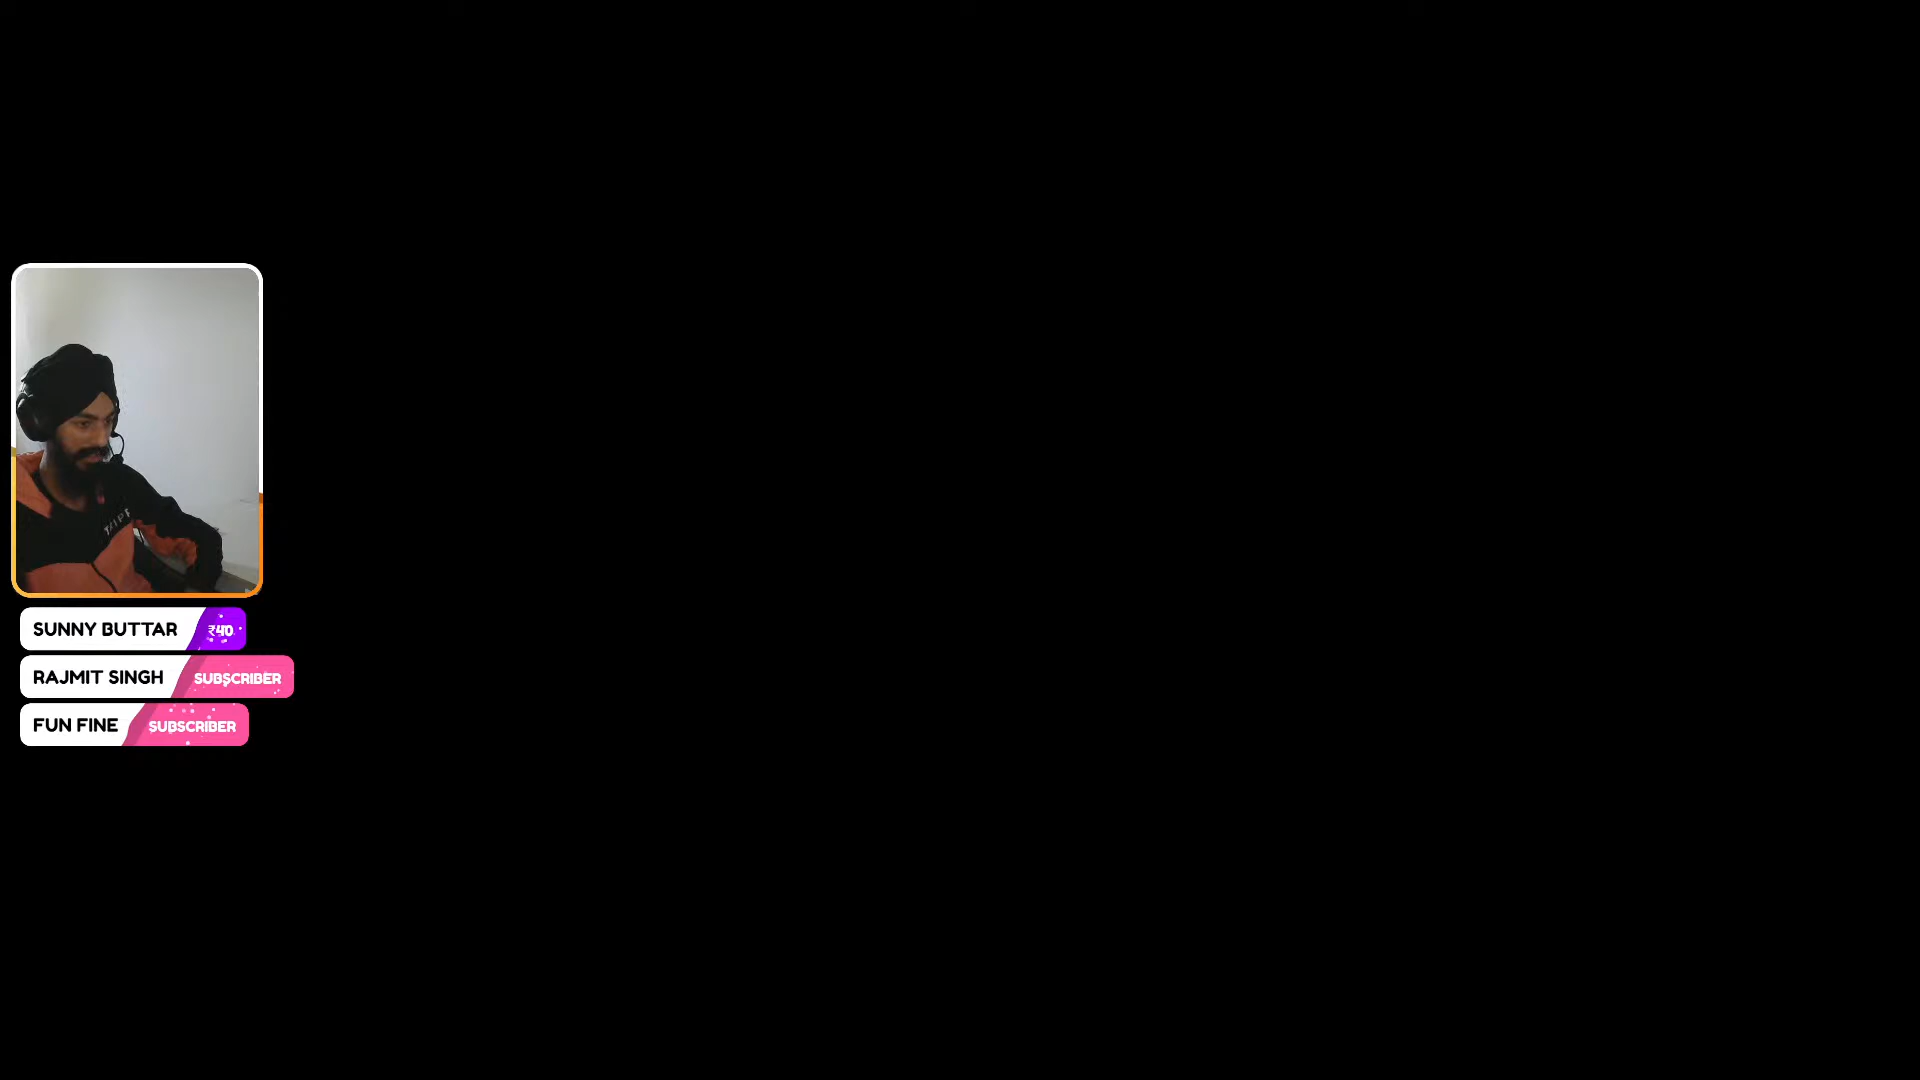 SUNNY BUTTAR ₹40
RAJMIT SINGH SUBSCRIBER
FUN FINE SUBSCRIBER